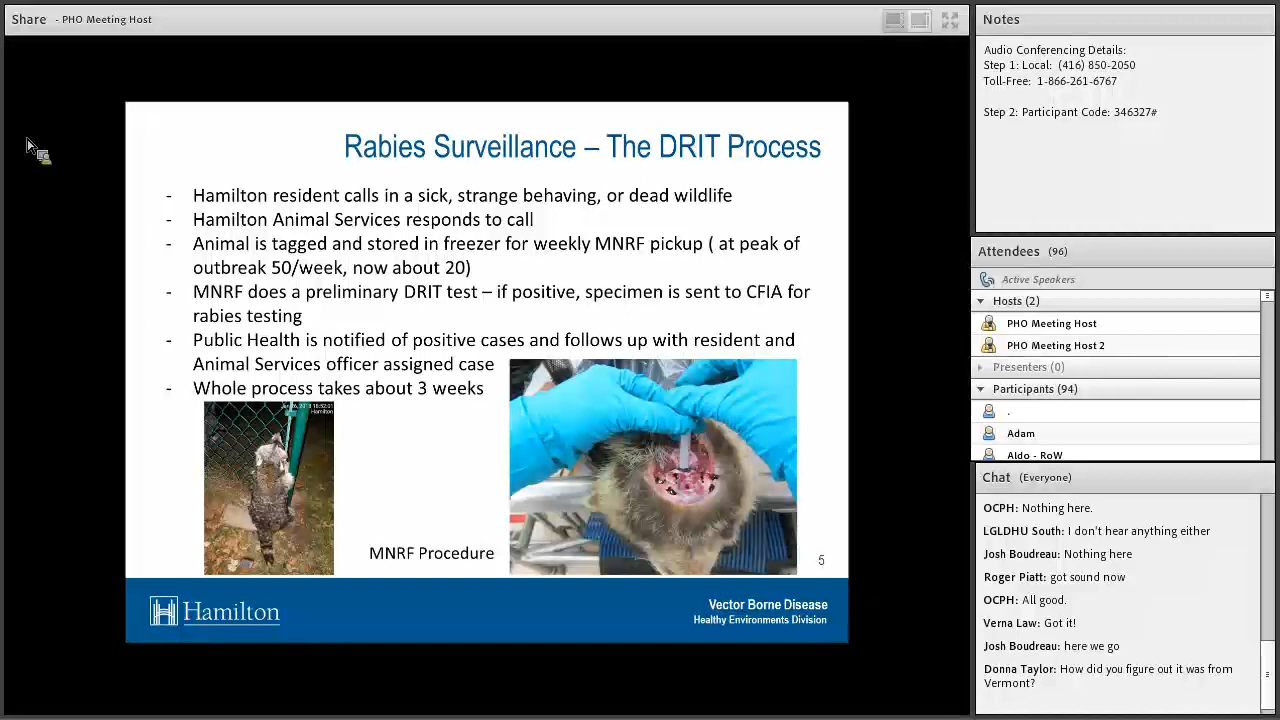 Share - PHO Meeting Host
Rabies Surveillance – The DRIT Process
- Hamilton resident calls in a sick, strange behaving, or dead wildlife
- Hamilton Animal Services responds to call
- Animal is tagged and stored in freezer for weekly MNRF pickup ( at peak of
outbreak 50/week, now about 20)
- MNRF does a preliminary DRIT test – if positive, specimen is sent to CFIA for
rabies testing
- Public Health is notified of positive cases and follows up with resident and
Animal Services officer assigned case
- Whole process takes about 3 weeks
Hamilton
MNRF Procedure
5
Hamilton
Vector Borne Disease
Healthy Environments Division
Notes
Audio Conferencing Details:
Step 1: Local: (416) 850-2050
Toll-Free: 1-866-261-6767
Step 2: Participant Code: 346327#
Attendees (96)
Active Speakers
Hosts (2)
PHO Meeting Host
PHO Meeting Host 2
Presenters (0)
Participants (94)
.
Adam
Aldo - RoW
Chat (Everyone)
OCPH: Nothing here.
LGLDHU South: I don't hear anything either
Josh Boudreau: Nothing here
Roger Piatt: got sound now
OCPH: All good.
Verna Law: Got it!
Josh Boudreau: here we go
Donna Taylor: How did you figure out it was from
Vermont?